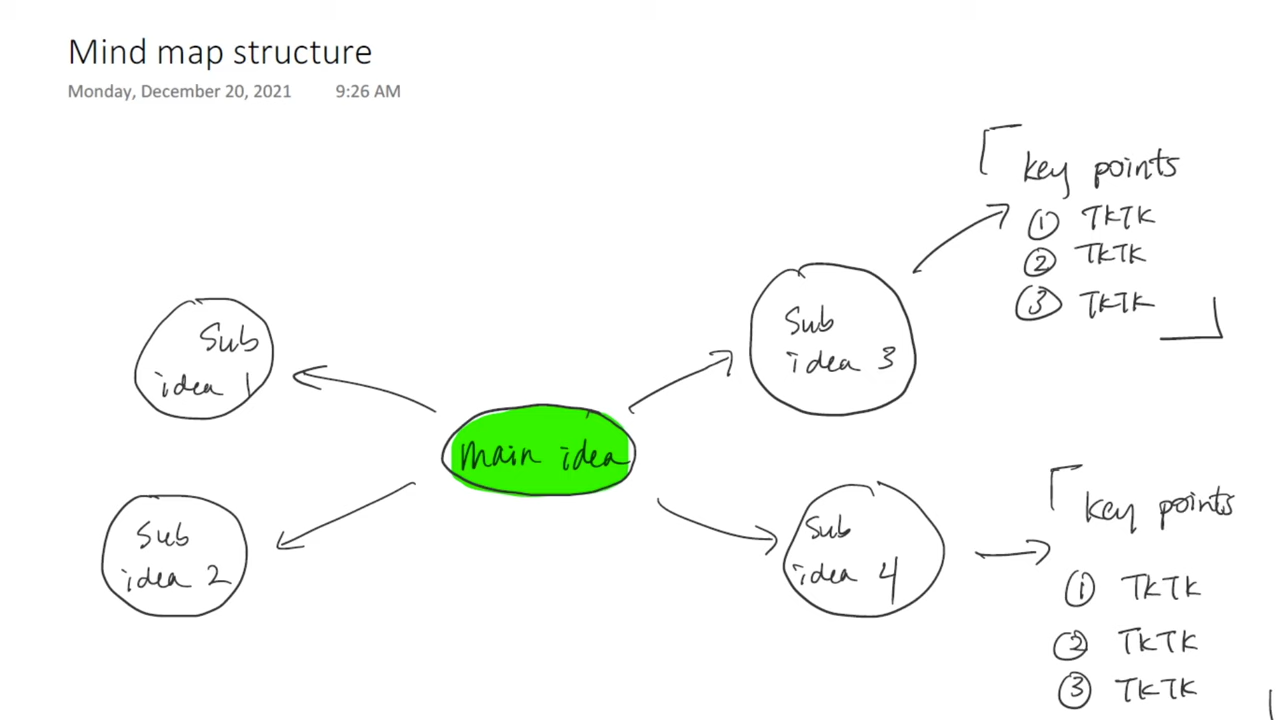 Mind map structure
Monday, December 20, 2021 9:26 AM
key points
① TKTK
② TKTK
③ TKTK
Sub
idea 1
Sub
idea 3
main idea
Sub
idea 2
Sub
idea 4
key points
① TKTK
② TKTK
③ TKTK